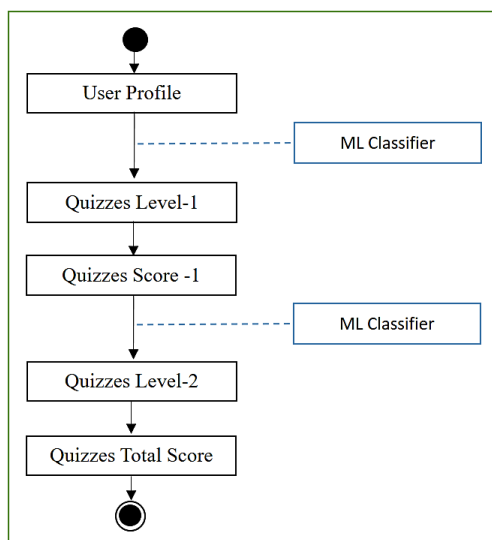 User Profile
ML Classifier
Quizzes Level-1
Quizzes Score -1
ML Classifier
Quizzes Level-2
Quizzes Total Score